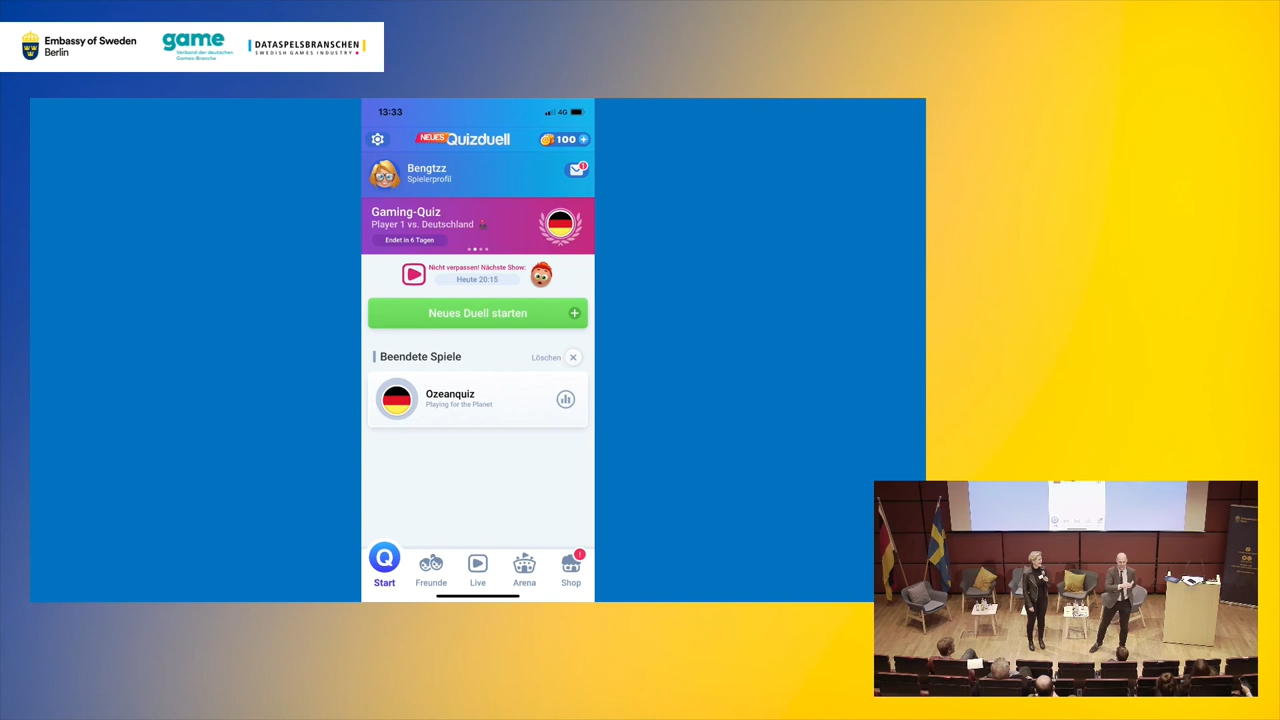 Embassy of Sweden
Berlin
game
Verband der deutschen
Games-Branche
DATASPELSBRANSCHEN
SWEDISH GAMES INDUSTRY
13:33
4G
NEUES
Quizduell
100
Bengtzz
Spielerprofil
1
Gaming-Quiz
Player 1 vs. Deutschland
Endet in 6 Tagen
Nicht verpassen! Nächste Show:
Heute 20:15
Neues Duell starten
Beendete Spiele
Löschen
Ozeanquiz
Playing for the Planet
Q
Start
Freunde
Live
Arena
!
Shop